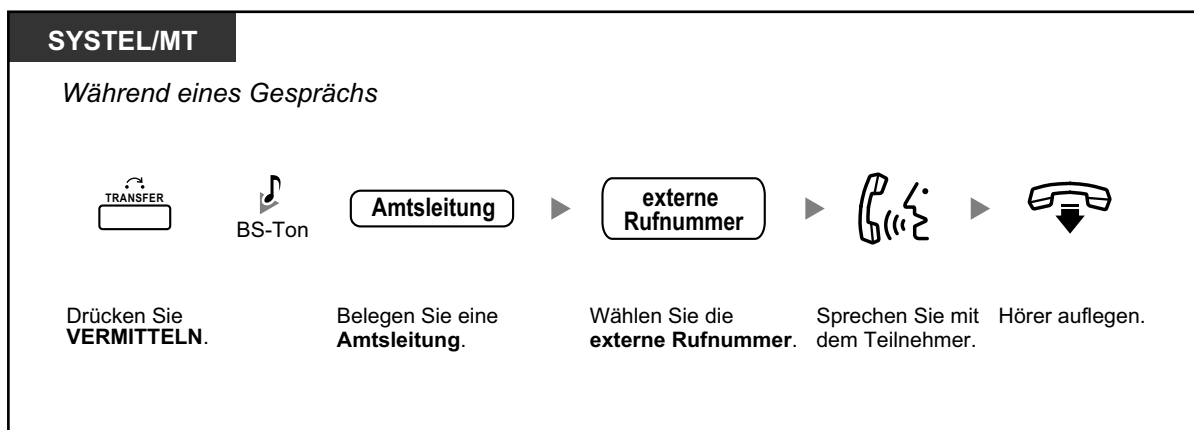 SYSTEL/MT
Während eines Gesprächs
TRANSFER
BS-Ton
Amtsleitung
externe
Rufnummer
Drücken Sie
VERMITTELN.
Belegen Sie eine
Amtsleitung.
Wählen Sie die
externe Rufnummer.
Sprechen Sie mit
dem Teilnehmer.
Hörer auflegen.